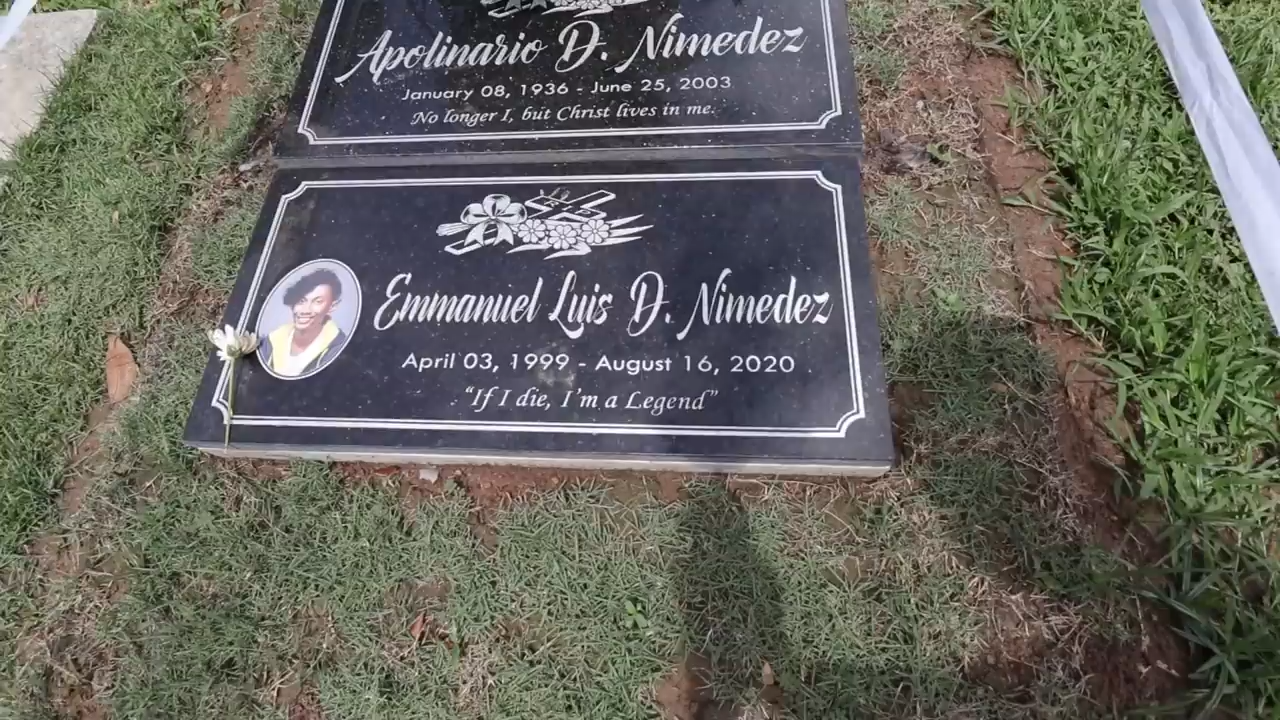 Apolinario D. Nimedez
January 08, 1936 - June 25, 2003
No longer I, but Christ lives in me.
Emmanuel Luis D. Nimedez
April 03, 1999 - August 16, 2020
"If I die, I'm a Legend"